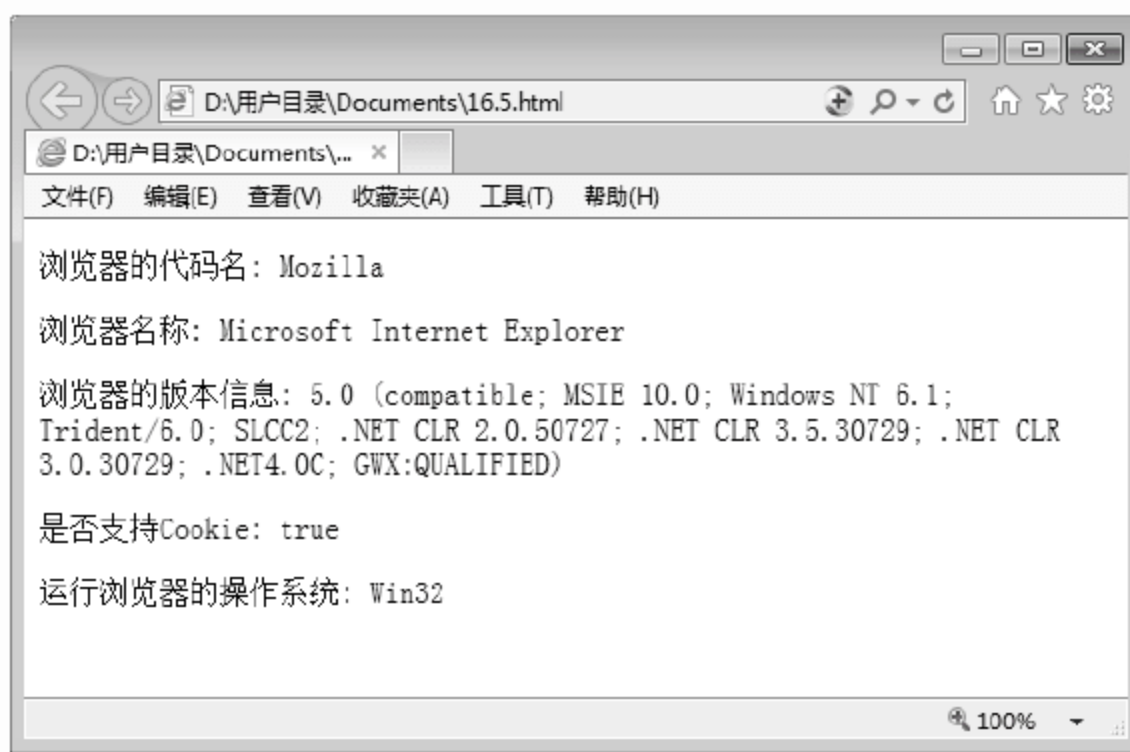 D:\用户目录\Documents\16.5.html
D:\用户目录\Documents\...
文件(F) 编辑(E) 查看(V) 收藏夹(A) 工具(T) 帮助(H)
浏览器的代码名: Mozilla
浏览器名称: Microsoft Internet Explorer
浏览器的版本信息: 5.0 (compatible; MSIE 10.0; Windows NT 6.1;
Trident/6.0; SLCC2; .NET CLR 2.0.50727; .NET CLR 3.5.30729; .NET CLR
3.0.30729; .NET4.0C; GWX:QUALIFIED)
是否支持Cookie: true
运行浏览器的操作系统: Win32
100%